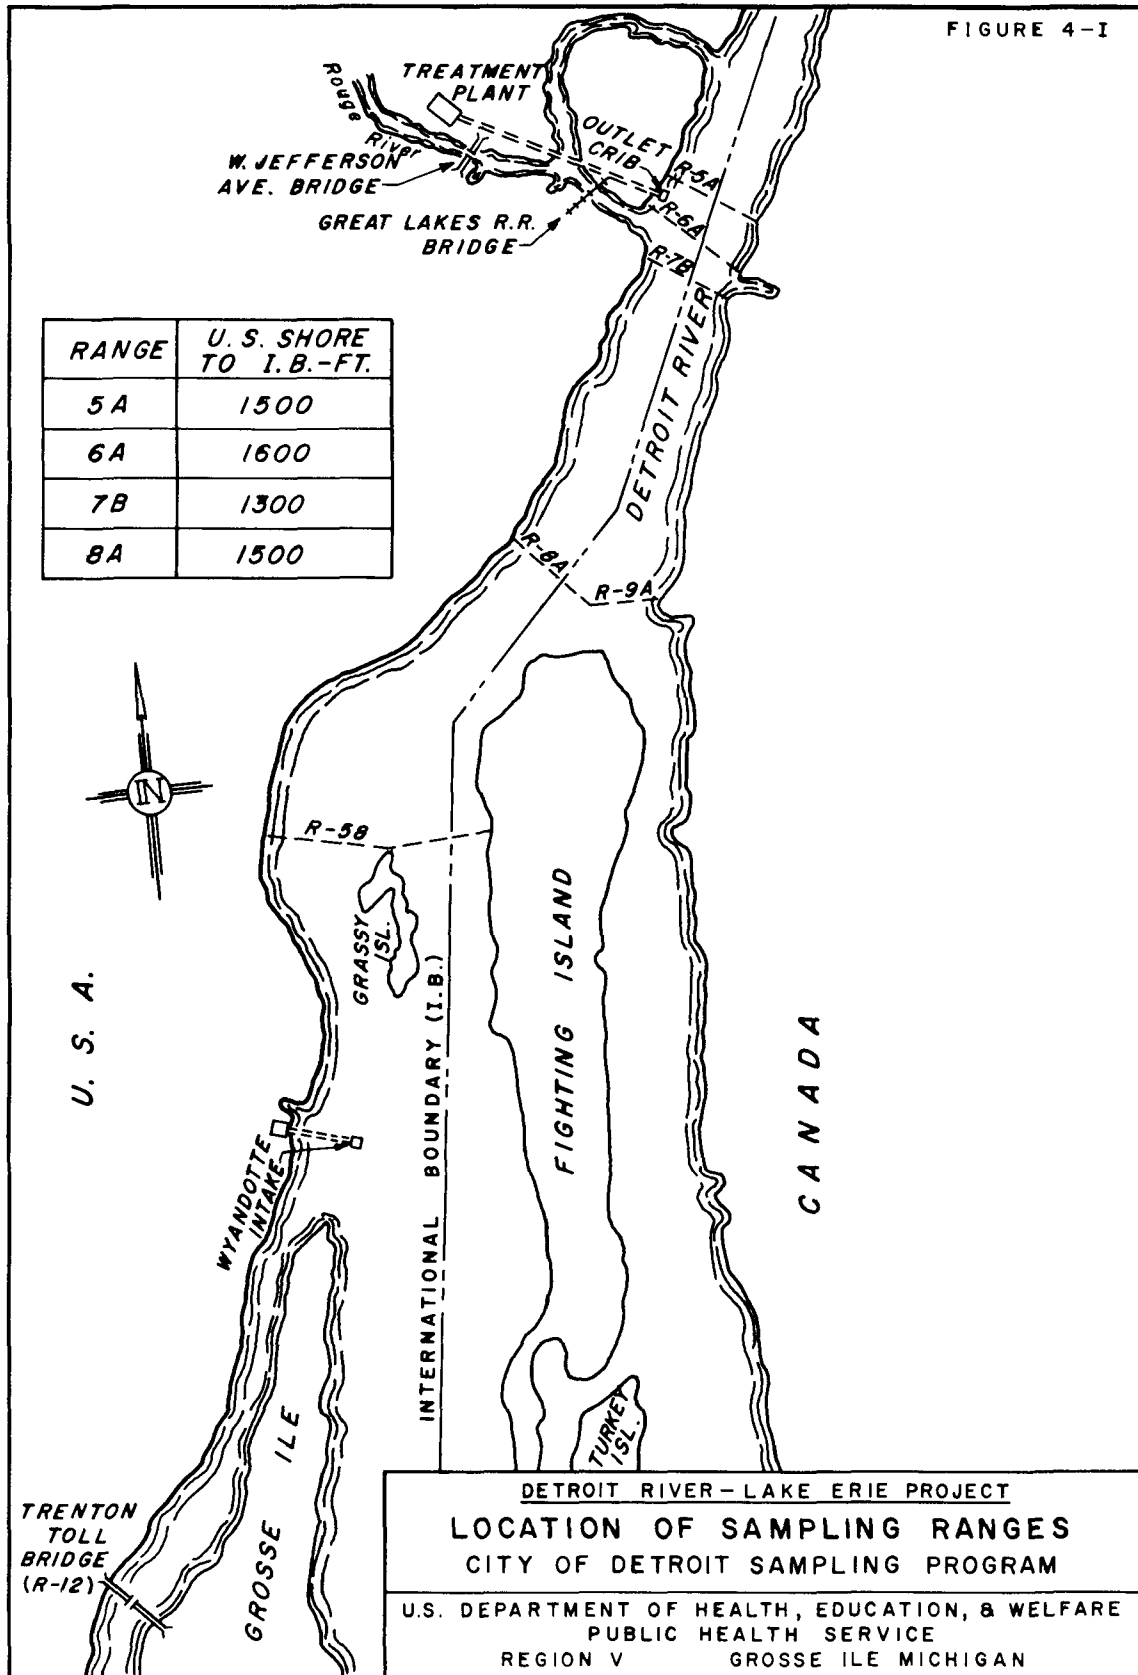 FIGURE 4-I
TREATMENT
PLANT
Rouge
River
OUTLET
CRIB
W. JEFFERSON
AVE. BRIDGE
GREAT LAKES R.R.
BRIDGE
R-5A
R-6A
R-7B
DETROIT RIVER
RANGE
U.S. SHORE
TO I.B.-FT.
5A 1500
6A 1600
7B 1300
8A 1500
R-8A
R-9A
N
R-58
GRASSY
ISL.
FIGHTING ISLAND
INTERNATIONAL BOUNDARY (I.B.)
U. S. A.
CANADA
WYANDOTTE
INTAKE
GROSSE ILE
TURKEY
ISL.
TRENTON
TOLL
BRIDGE
(R-12)
DETROIT RIVER-LAKE ERIE PROJECT
LOCATION OF SAMPLING RANGES
CITY OF DETROIT SAMPLING PROGRAM
U.S. DEPARTMENT OF HEALTH, EDUCATION, & WELFARE
PUBLIC HEALTH SERVICE
REGION V GROSSE ILE MICHIGAN